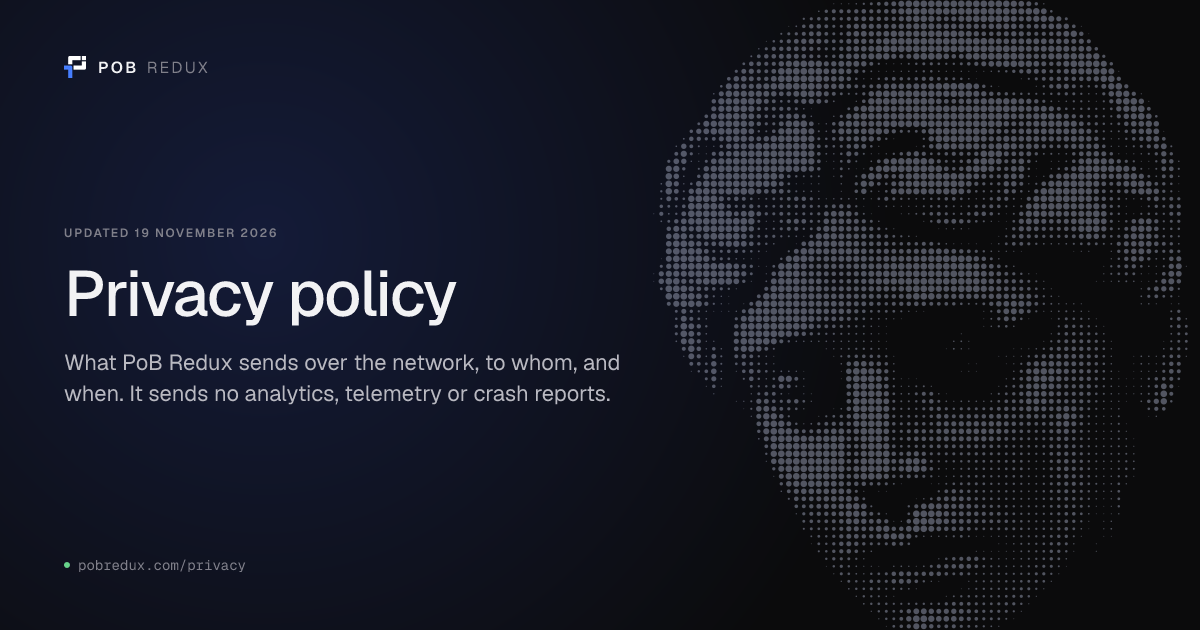 POB REDUX
UPDATED 19 NOVEMBER 2026
Privacy policy
What PoB Redux sends over the network, to whom, and
when. It sends no analytics, telemetry or crash reports.
pobredux.com/privacy